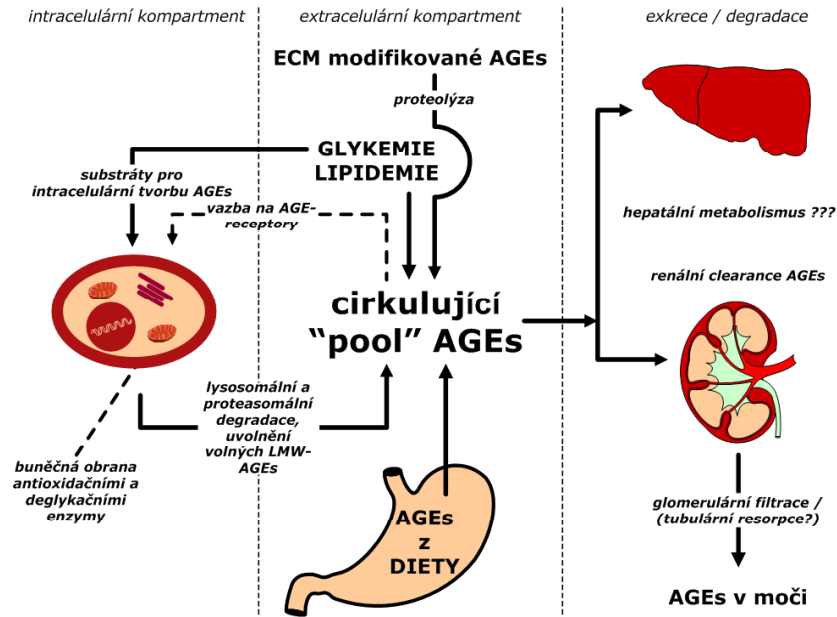 intracelulární kompartment
extracelulární kompartment
exkrece / degradace
ECM modifikované AGEs
proteolýza
GLYKEMIE
LIPIDEMIE
substráty pro
intracelulární tvorbu AGEs
vazba na AGE-
receptory
hepatální metabolismus ???
renální clearance AGEs
cirkulující
“pool” AGEs
lysosomální a
proteasomální
degradace,
uvolnění
volných LMW-
AGEs
buněčná obrana
antioxidačními a
deglykačními
enzymy
AGEs
z
DIETY
glomerulární filtrace /
(tubulární resorpce?)
AGEs v moči